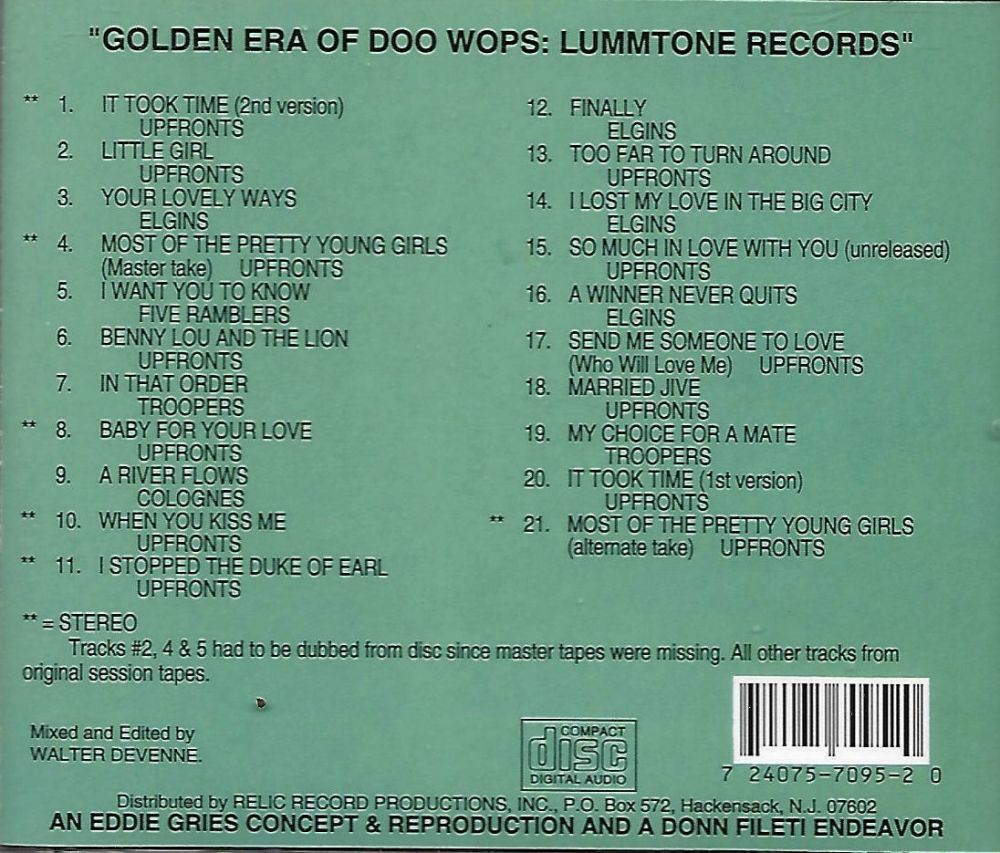 "GOLDEN ERA OF DOO WOPS: LUMMTONE RECORDS"
** 1. IT TOOK TIME (2nd version)
UPFRONTS
2. LITTLE GIRL
UPFRONTS
3. YOUR LOVELY WAYS
ELGINS
** 4. MOST OF THE PRETTY YOUNG GIRLS
(Master take) UPFRONTS
5. I WANT YOU TO KNOW
FIVE RAMBLERS
6. BENNY LOU AND THE LION
UPFRONTS
7. IN THAT ORDER
TROOPERS
** 8. BABY FOR YOUR LOVE
UPFRONTS
9. A RIVER FLOWS
COLOGNES
** 10. WHEN YOU KISS ME
UPFRONTS
** 11. I STOPPED THE DUKE OF EARL
UPFRONTS
12. FINALLY
ELGINS
13. TOO FAR TO TURN AROUND
UPFRONTS
14. I LOST MY LOVE IN THE BIG CITY
ELGINS
15. SO MUCH IN LOVE WITH YOU (unreleased)
UPFRONTS
16. A WINNER NEVER QUITS
ELGINS
17. SEND ME SOMEONE TO LOVE
(Who Will Love Me) UPFRONTS
18. MARRIED JIVE
UPFRONTS
19. MY CHOICE FOR A MATE
TROOPERS
20. IT TOOK TIME (1st version)
UPFRONTS
** 21. MOST OF THE PRETTY YOUNG GIRLS
(alternate take) UPFRONTS
** = STEREO
Tracks #2, 4 & 5 had to be dubbed from disc since master tapes were missing. All other tracks from
original session tapes.
Mixed and Edited by
WALTER DEVENNE.
COMPACT
disc
DIGITAL AUDIO
7 24075-7095-2 0
Distributed by RELIC RECORD PRODUCTIONS, INC., P.O. Box 572, Hackensack, N.J. 07602
AN EDDIE GRIES CONCEPT & REPRODUCTION AND A DONN FILETI ENDEAVOR